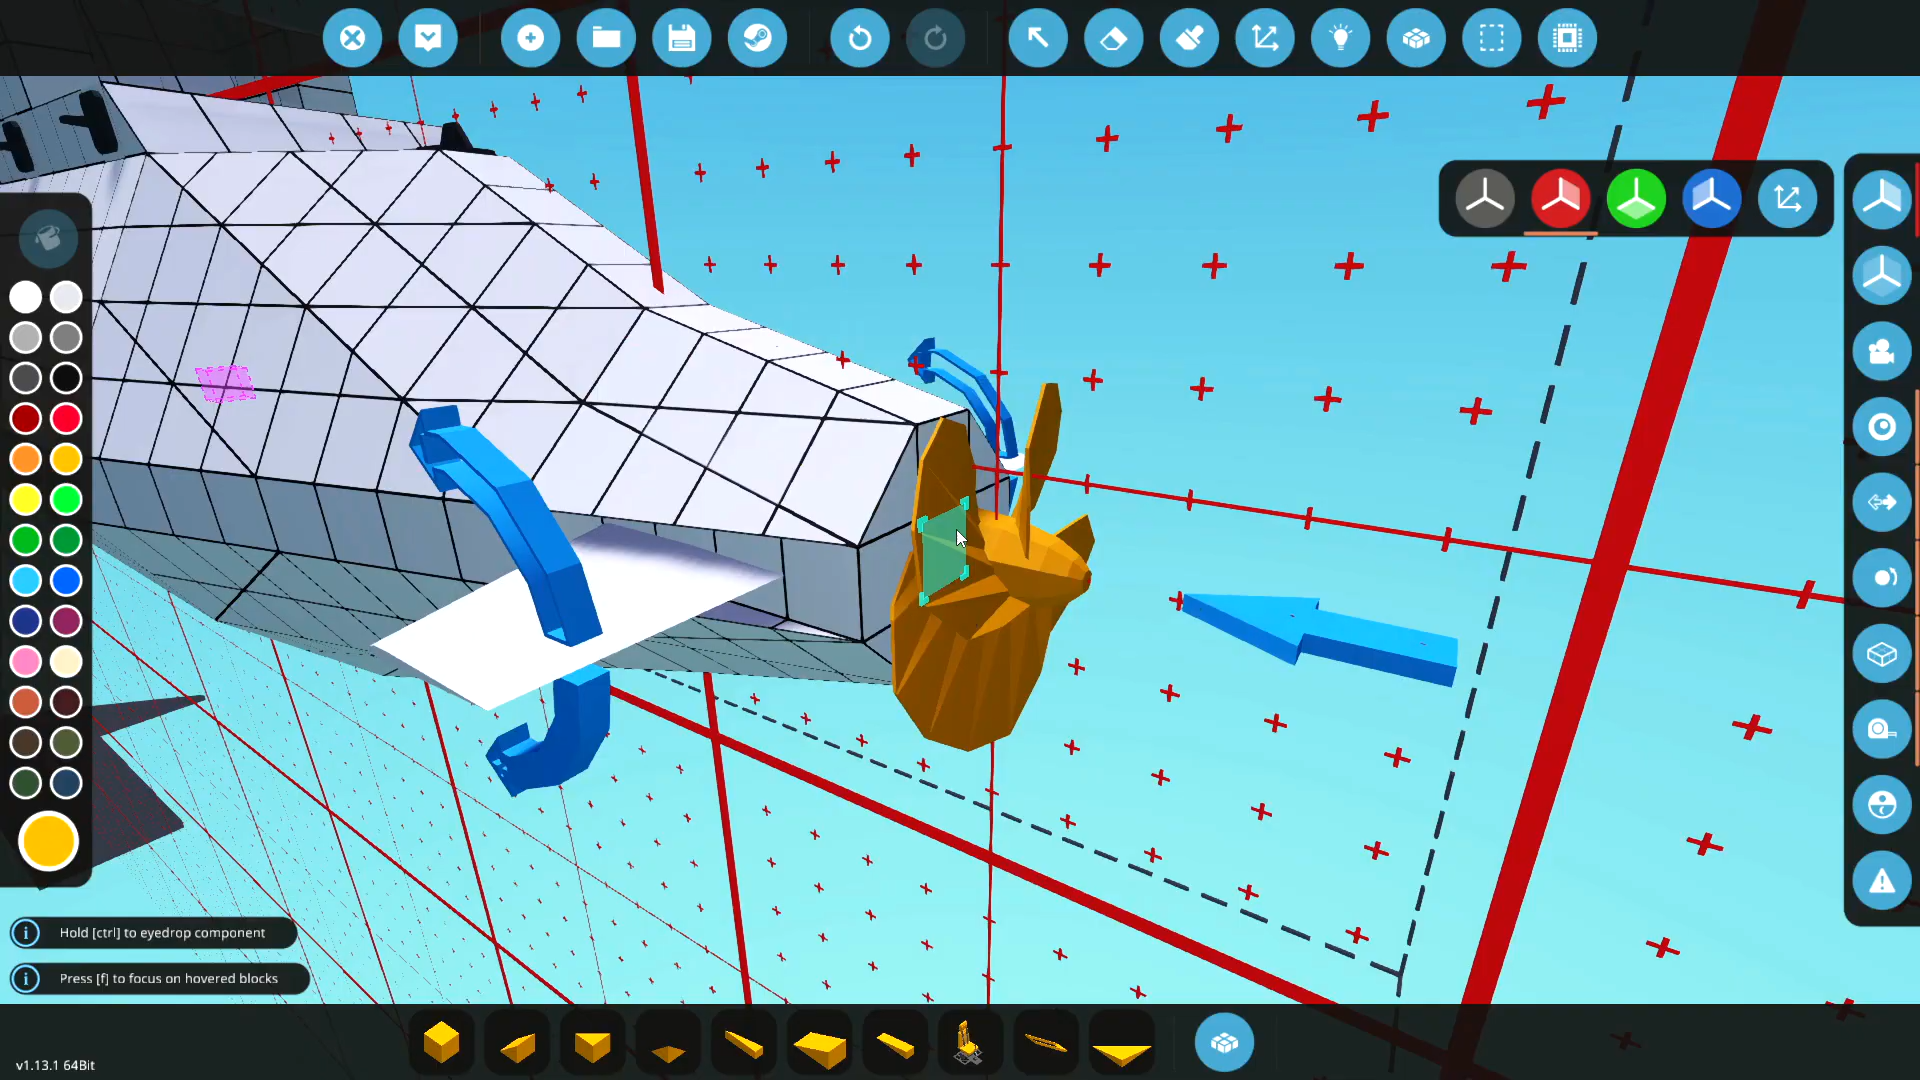 Hold [ctrl] to eyedrop component
Press [f] to focus on hovered blocks
v1.13.1 64Bit